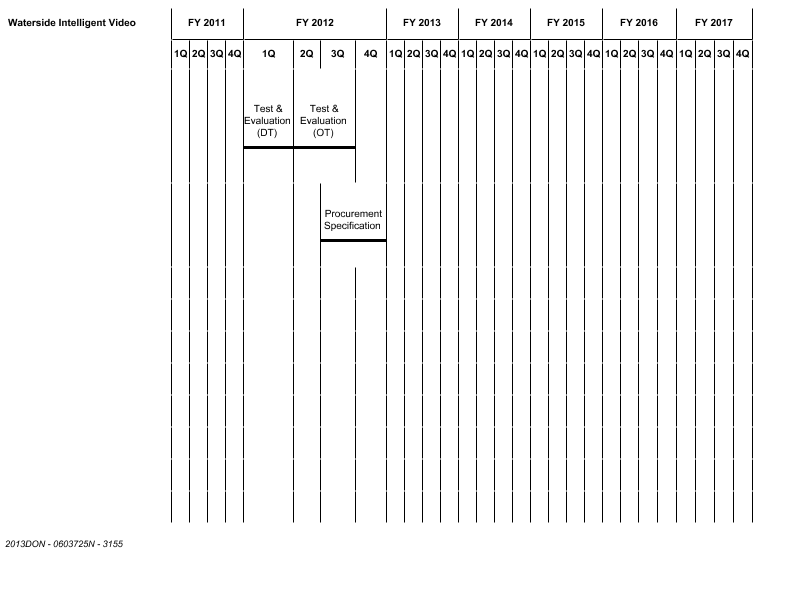 Waterside Intelligent Video FY 2011 FY 2012 FY 2013 FY 2014 FY 2015 FY 2016 FY 2017
1Q 2Q 3Q 4Q 1Q 2Q 3Q 4Q 1Q 2Q 3Q 4Q 1Q 2Q 3Q 4Q 1Q 2Q 3Q 4Q 1Q 2Q 3Q 4Q 1Q 2Q 3Q 4Q
Test &
Evaluation
(DT)
Test &
Evaluation
(OT)
Procurement
Specification
2013DON - 0603725N - 3155